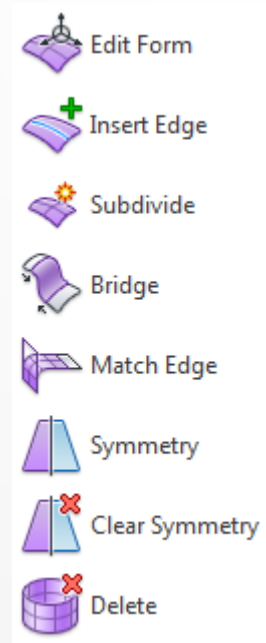 Edit Form
Insert Edge
Subdivide
Bridge
Match Edge
Symmetry
Clear Symmetry
Delete